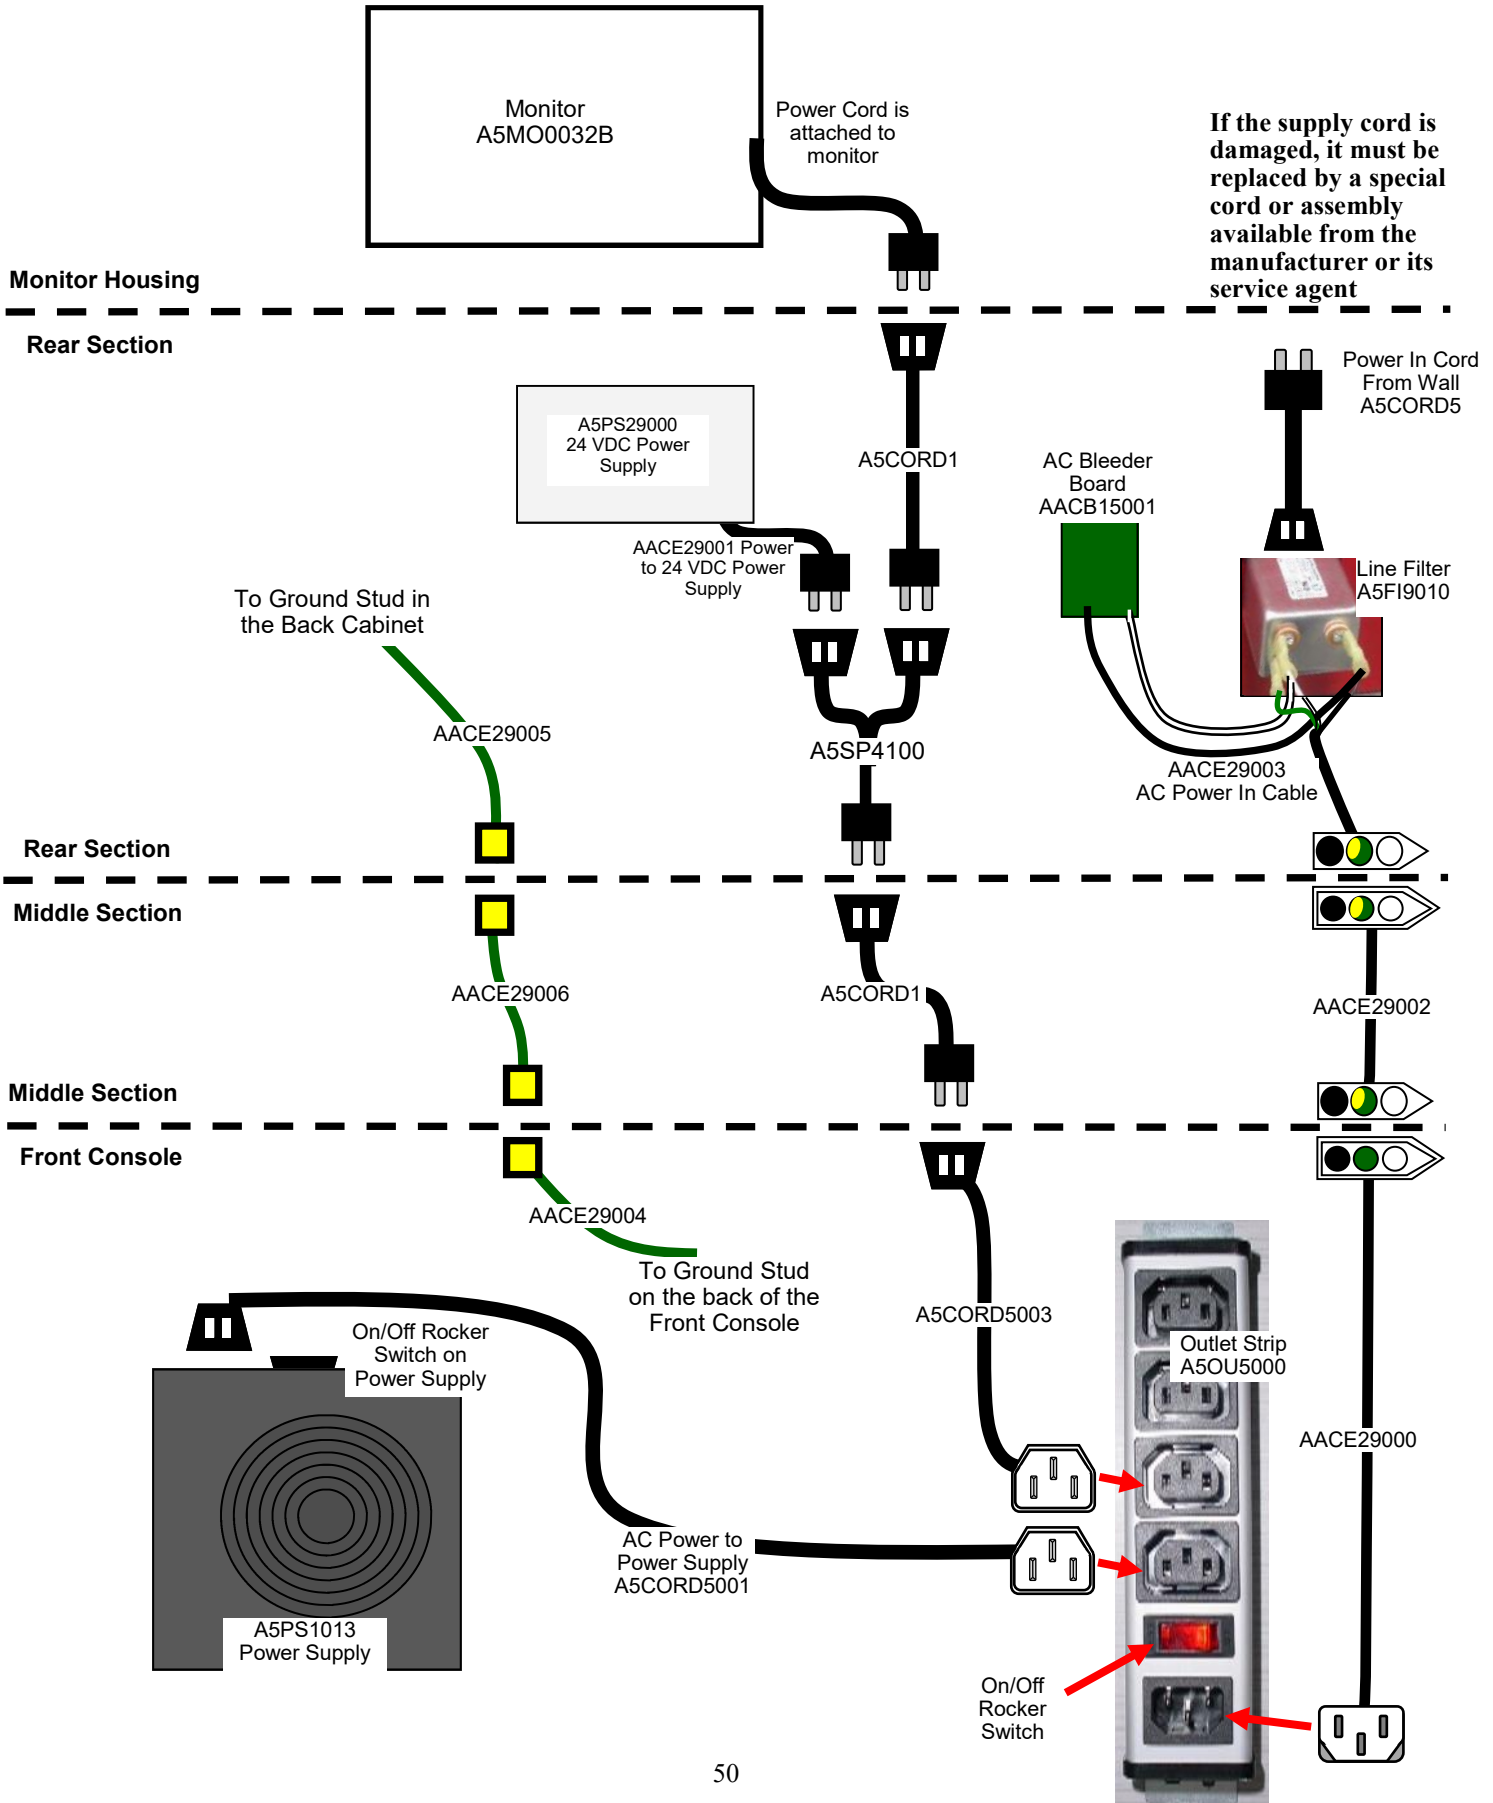 Monitor
A5MO0032B
Power Cord is
attached to
monitor
If the supply cord is
damaged, it must be
replaced by a special
cord or assembly
available from the
manufacturer or its
service agent
Monitor Housing
Rear Section
Power In Cord
From Wall
A5CORD5
A5PS29000
24 VDC Power
Supply
A5CORD1
AC Bleeder
Board
AACB15001
AACE29001 Power
to 24 VDC Power
Supply
Line Filter
A5FI9010
To Ground Stud in
the Back Cabinet
AACE29005
A5SP4100
AACE29003
AC Power In Cable
Rear Section
Middle Section
AACE29006
A5CORD1
AACE29002
Middle Section
Front Console
AACE29004
To Ground Stud
on the back of the
Front Console
A5CORD5003
On/Off Rocker
Switch on
Power Supply
Outlet Strip
A5OU5000
AACE29000
AC Power to
Power Supply
A5CORD5001
A5PS1013
Power Supply
On/Off
Rocker
Switch
50